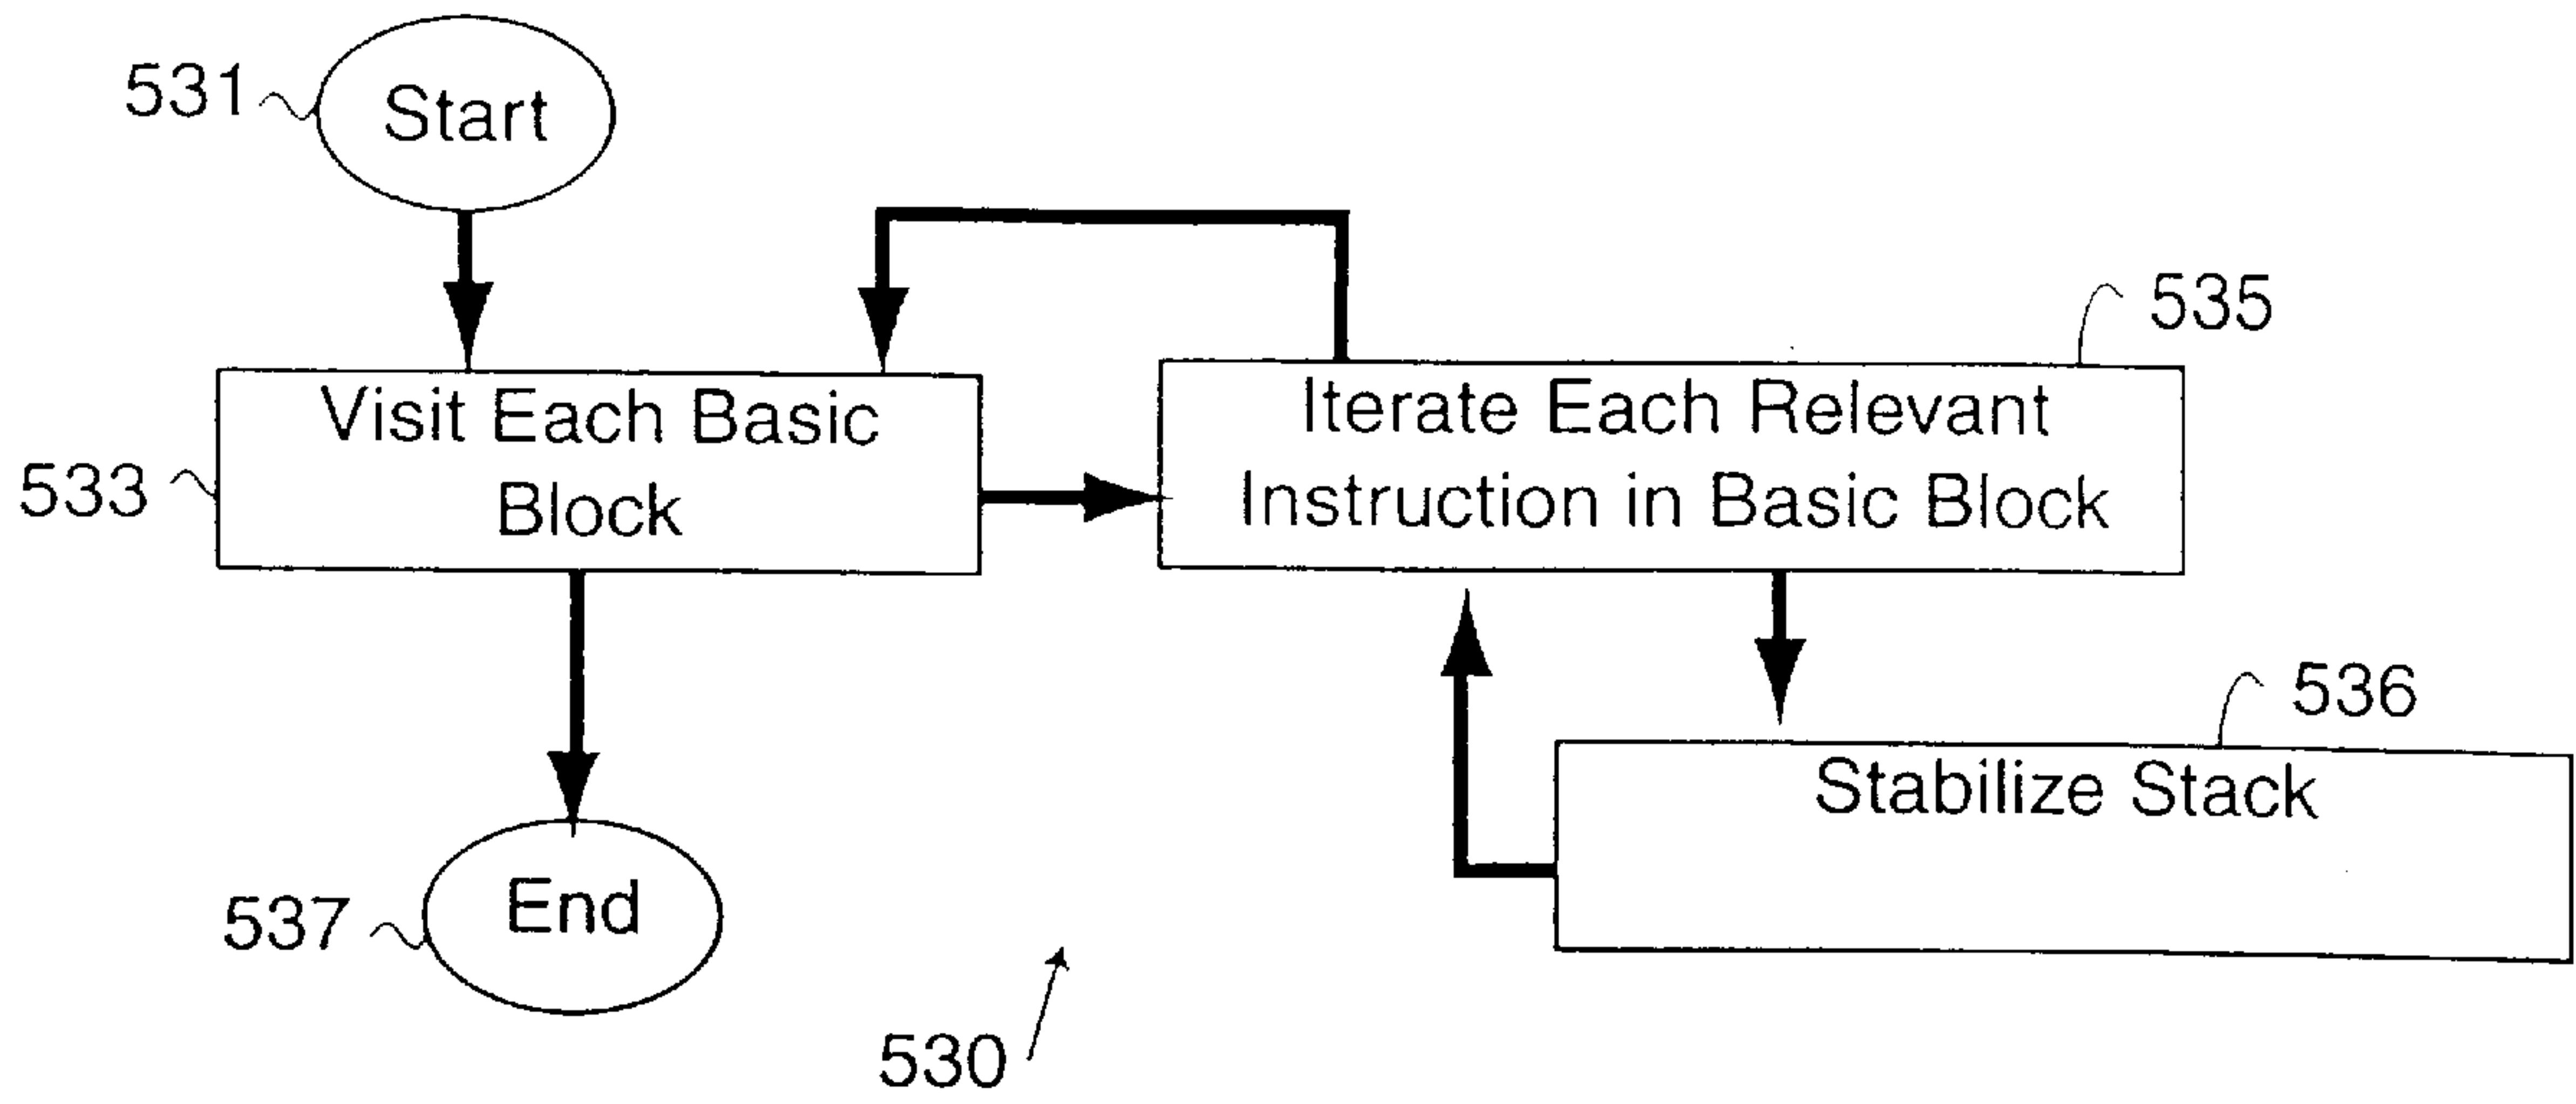 531
Start
535
Visit Each Basic
Block
533
Iterate Each Relevant
Instruction in Basic Block
536
Stabilize Stack
537
End
530